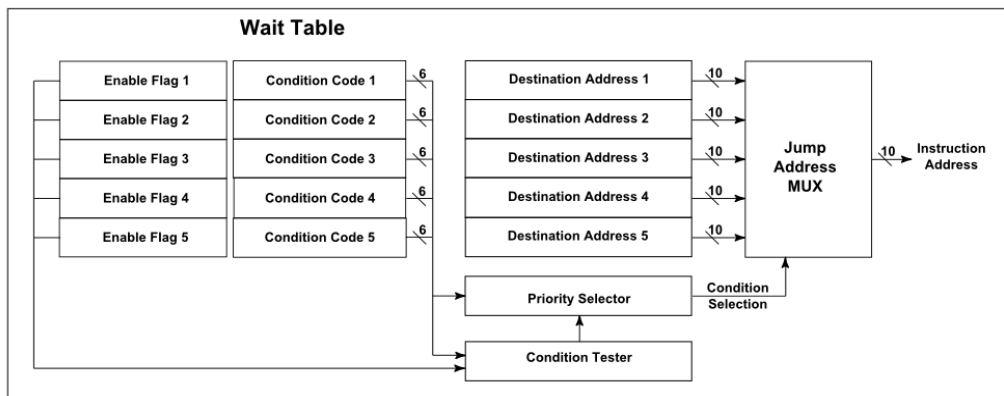 Wait Table
Enable Flag 1
Condition Code 1
6
Destination Address 1
10
Enable Flag 2
Condition Code 2
6
Destination Address 2
10
Enable Flag 3
Condition Code 3
6
Destination Address 3
10
Enable Flag 4
Condition Code 4
6
Destination Address 4
10
Enable Flag 5
Condition Code 5
6
Destination Address 5
10
Jump
Address
MUX
10
Instruction
Address
Priority Selector
Condition
Selection
Condition Tester